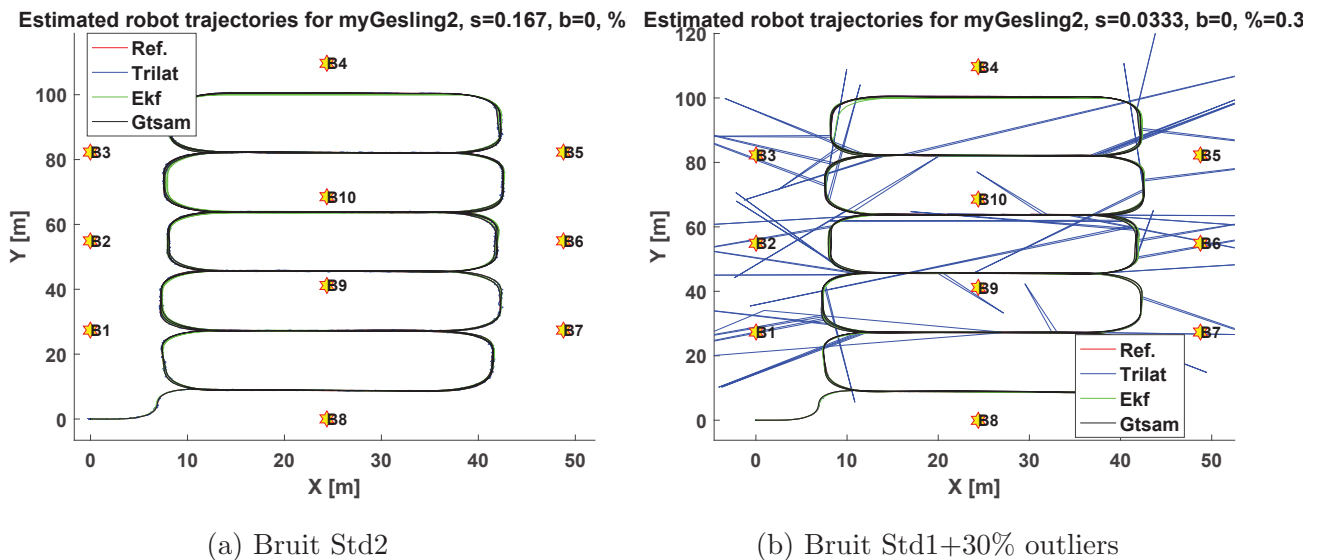 Estimated robot trajectories for myGesling2, s=0.167, b=0, %
Ref.
Trilat
Ekf
Gtsam
B4
B3
B5
B10
B2
B6
B9
B1
B7
B8
100
80
60
40
20
0
Y [m]
0
10
20
30
40
50
X [m]
(a) Bruit Std2
Estimated robot trajectories for myGesling2, s=0.0333, b=0, %=0.3
B4
B3
B5
B10
B2
B6
B9
B1
B7
B8
Ref.
Trilat
Ekf
Gtsam
120
100
80
60
40
20
0
Y [m]
0
10
20
30
40
50
X [m]
(b) Bruit Std1+30% outliers